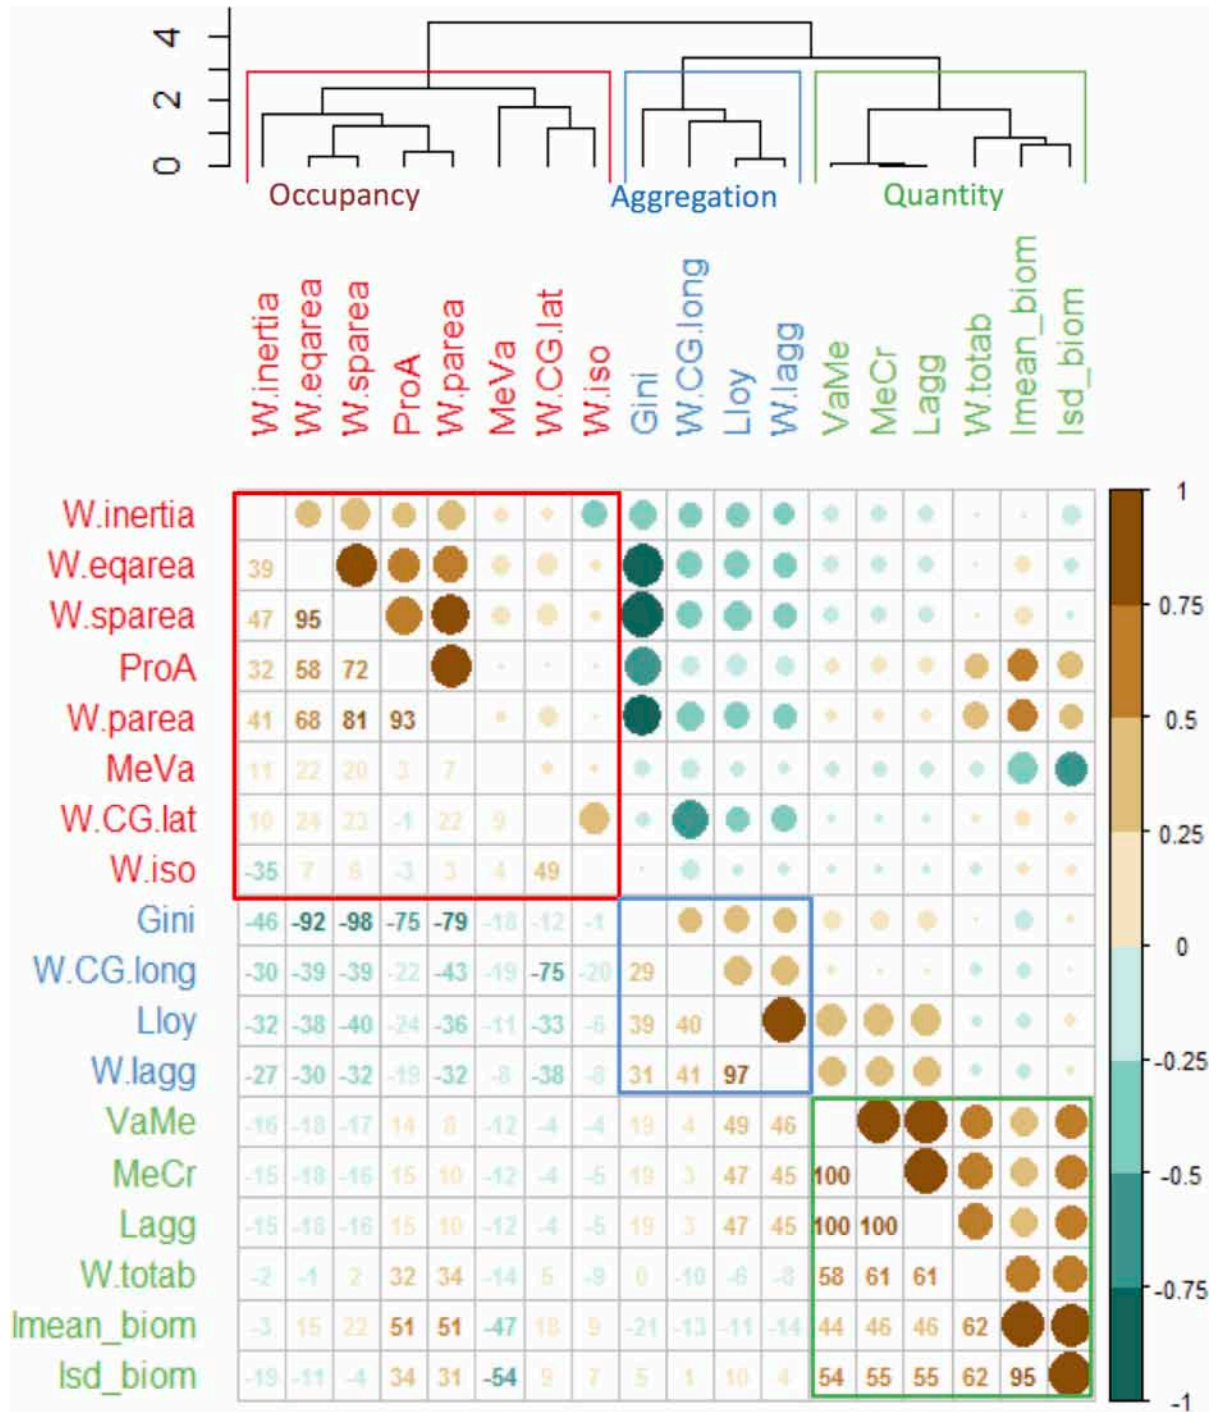 4
2
0
Occupancy
Aggregation
Quantity
W.inertia W.eqarea W.sparea ProA W.parea MeVa W.CG.lat W.iso Gini W.CG.long Lloy W.lagg VaMe MeCr Lagg W.totab lmean_biom lsd_biom
W.inertia 1
W.eqarea 39
0.75
W.sparea 47 95
ProA 32 58 72
W.parea 41 68 81 93 0.5
MeVa 11 22 20 3 7
W.CG.lat 10 24 23 -1 22 9 0.25
W.iso -35 7 6 -3 3 4 49
Gini -46 -92 -98 -75 -79 -18 -12 -1
0
W.CG.long -30 -39 -39 -22 -43 -19 -75 -20 29
Lloy -32 -38 -40 -24 -36 -11 -33 -6 39 40
W.lagg -27 -30 -32 -19 -32 -8 -38 -8 31 41 97 -0.25
VaMe -16 -18 -17 14 8 -12 -4 -4 19 4 49 46
MeCr -15 -18 -16 15 10 -12 -4 -5 19 3 47 45 100 -0.5
Lagg -15 -18 -16 15 10 -12 -4 -5 19 3 47 45 100 100
W.totab -2 -1 2 32 34 -14 5 -9 0 -10 -6 -8 58 61 61 -0.75
lmean_biom -3 15 22 51 51 -47 18 9 -21 -13 -11 -14 44 46 46 62
lsd_biom -19 -11 -4 34 31 -54 9 7 5 1 10 4 54 55 55 62 95
-1